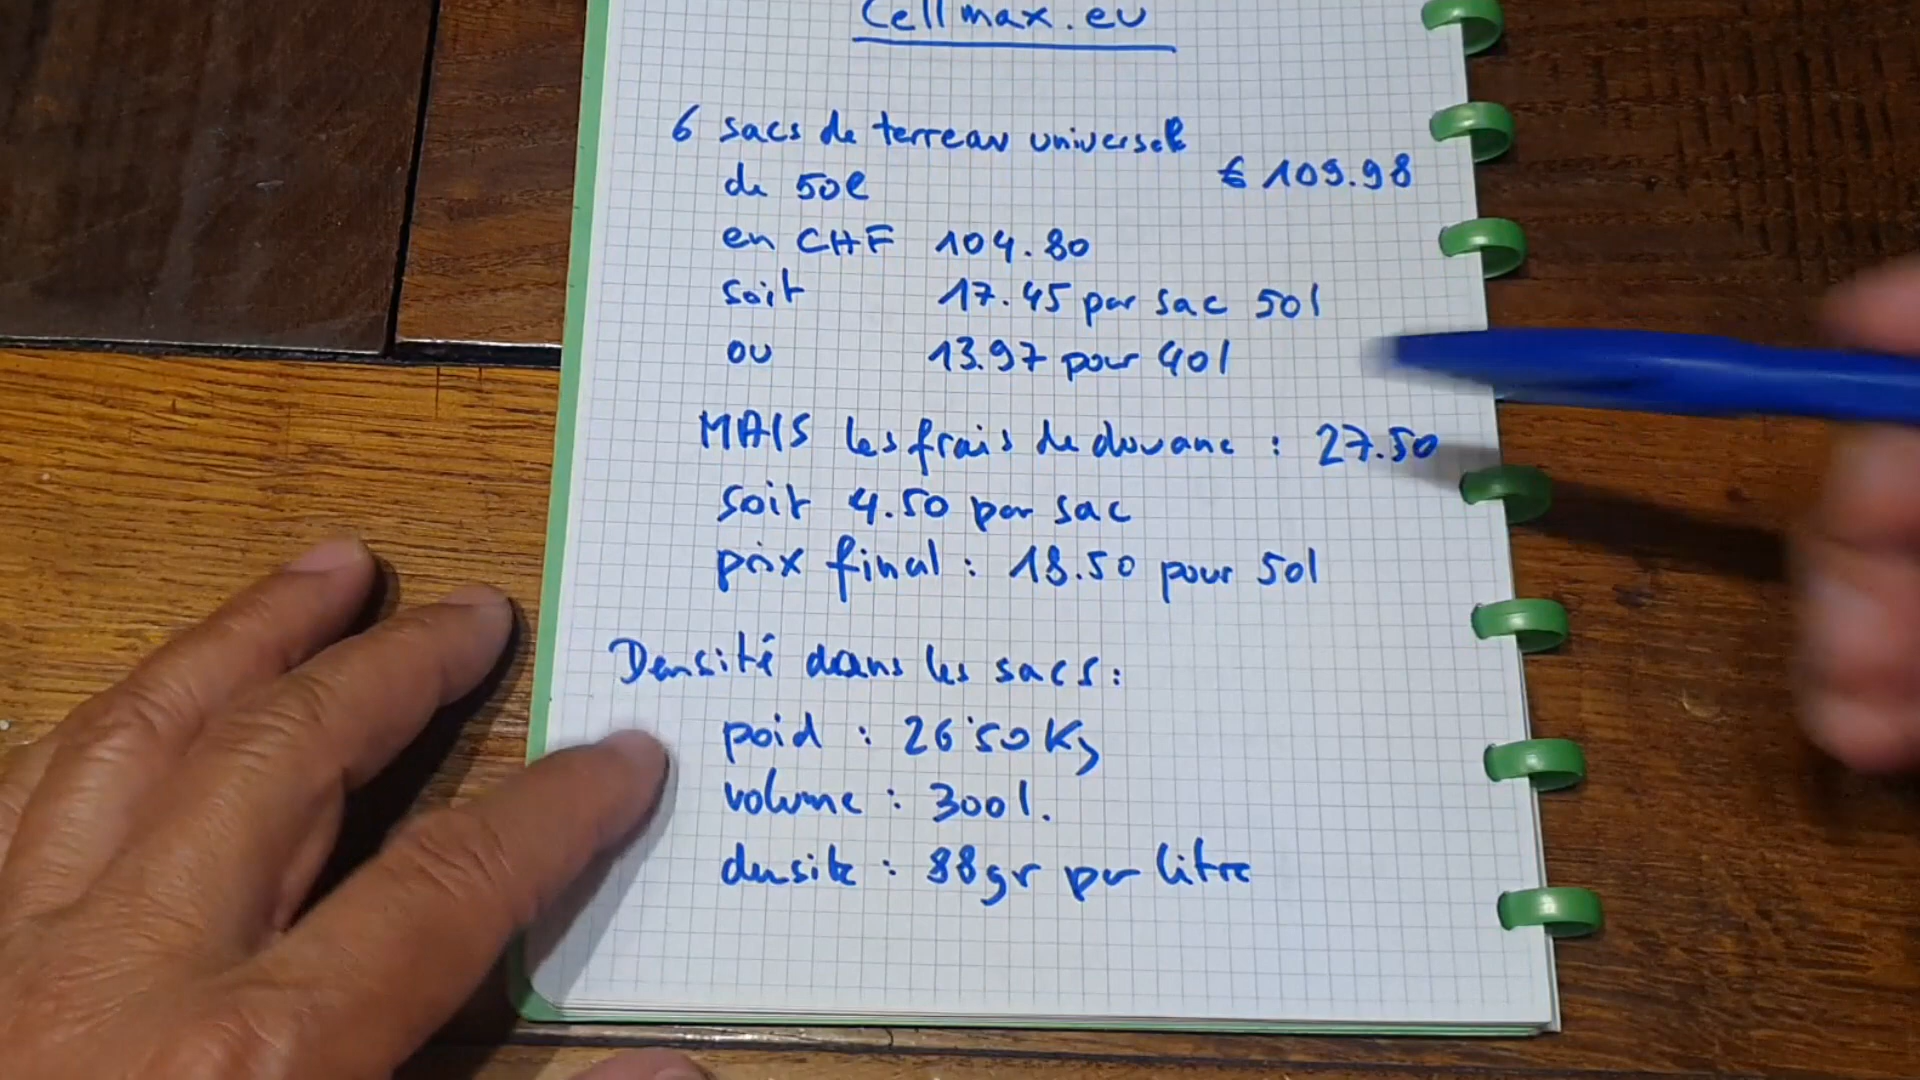 Cellmax.eu
6 sacs de terreau universel
de 50l € 109.98
en CHF 104.80
soit 17.45 par sac 50l
ou 13.97 pour 40l
MAIS les frais de douane : 27.50
soit 4.50 par sac
prix final : 18.50 pour 50l
Densité dans les sacs :
poid : 26'50 Kg
volume : 300l.
densite : 88gr par litre